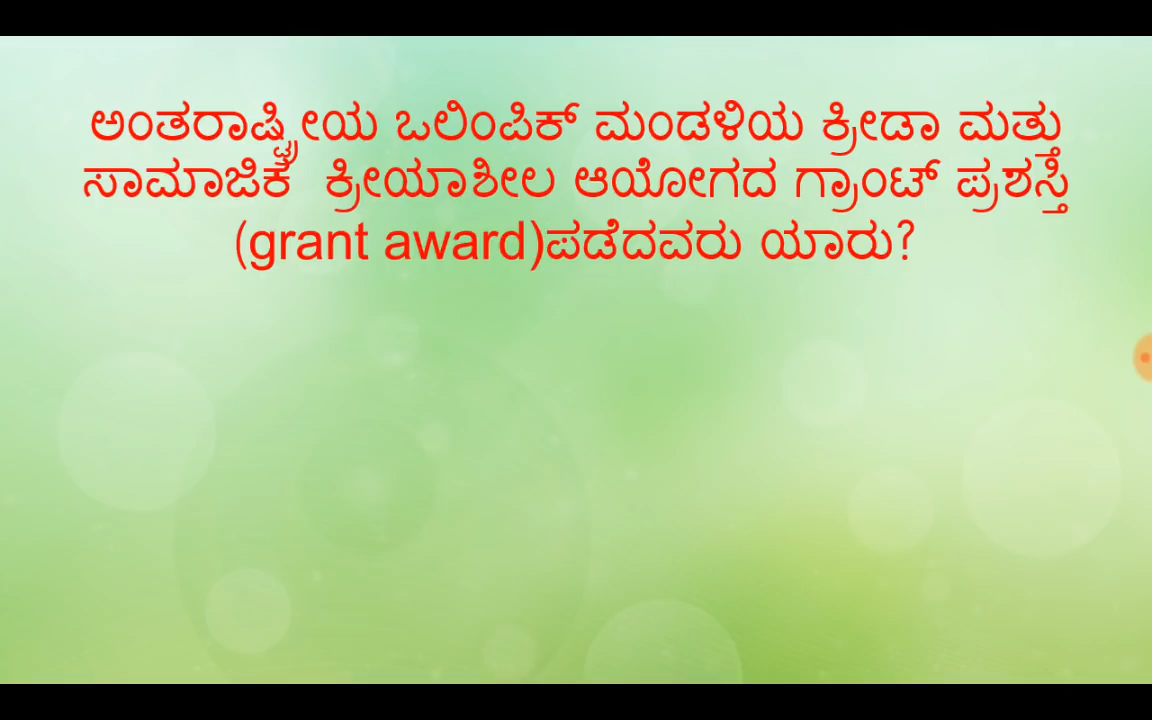 ಅಂತರಾಷ್ಟ್ರೀಯ ಒಲಿಂಪಿಕ್ ಮಂಡಳಿಯ ಕ್ರೀಡಾ ಮತ್ತು
ಸಾಮಾಜಿಕ ಕ್ರೀಯಾಶೀಲ ಆಯೋಗದ ಗ್ರಾಂಟ್ ಪ್ರಶಸ್ತಿ
(grant award)ಪಡೆದವರು ಯಾರು?